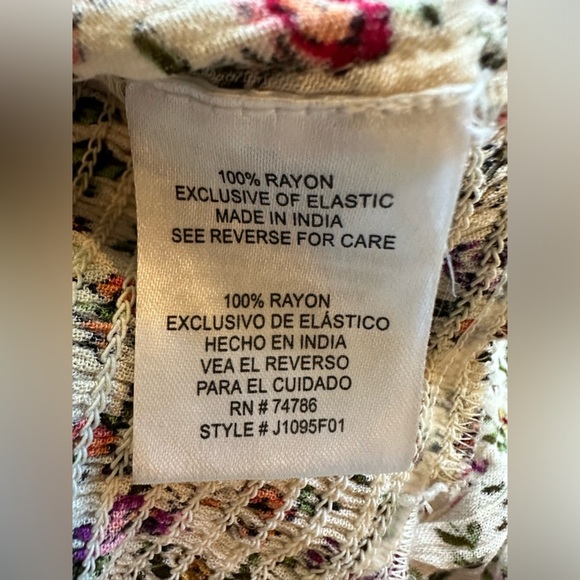 100% RAYON
EXCLUSIVE OF ELASTIC
MADE IN INDIA
SEE REVERSE FOR CARE
100% RAYON
EXCLUSIVO DE ELÁSTICO
HECHO EN INDIA
VEA EL REVERSO
PARA EL CUIDADO
RN # 74786
STYLE # J1095F01